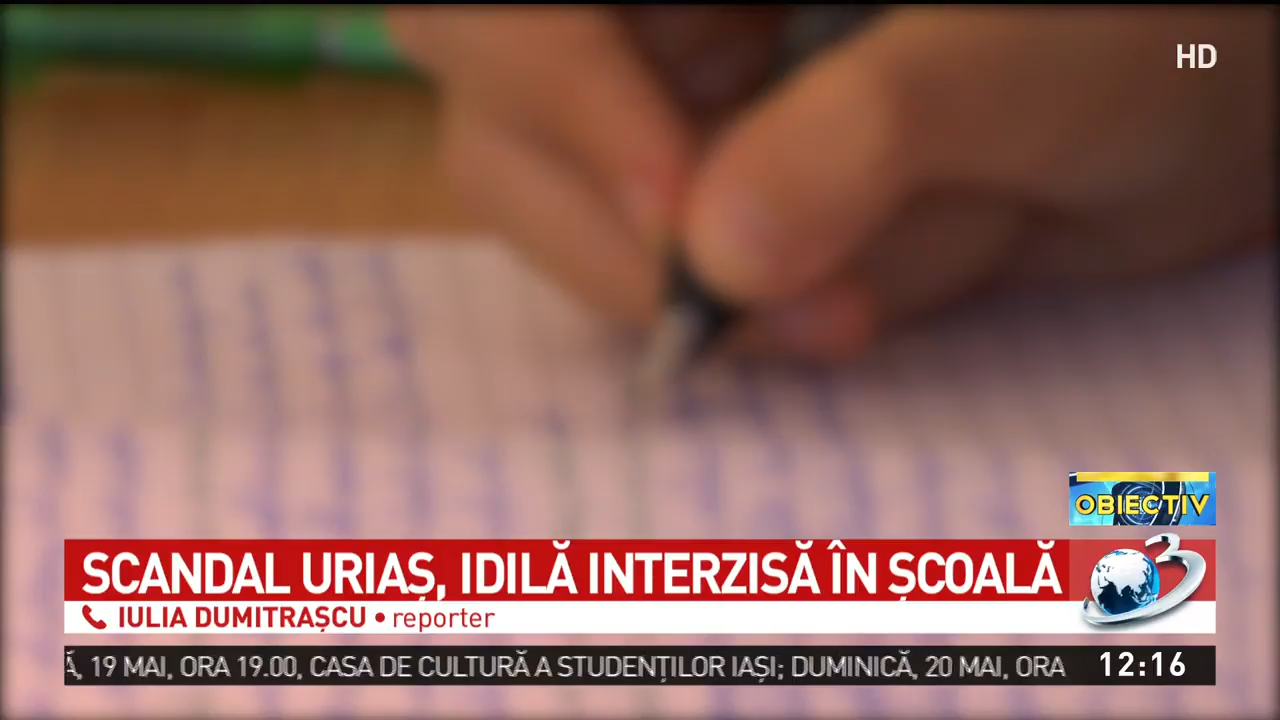 HD
OBIECTIV
SCANDAL URIAȘ, IDILĂ INTERZISĂ ÎN ȘCOALĂ
3
IULIA DUMITRAȘCU • reporter
Ă, 19 MAI, ORA 19.00, CASA DE CULTURĂ A STUDENȚILOR IAȘI; DUMINICĂ, 20 MAI, ORA
12:16